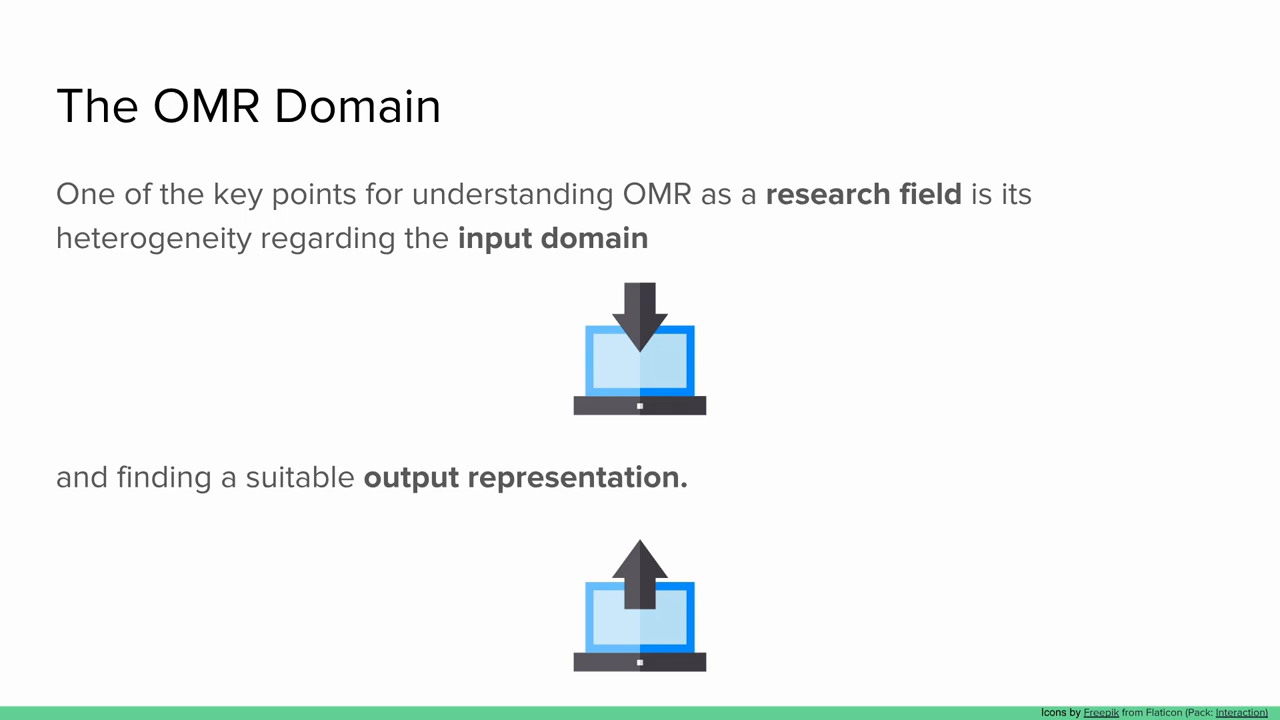 The OMR Domain
One of the key points for understanding OMR as a research field is its
heterogeneity regarding the input domain
and finding a suitable output representation.
Icons by Freepik from Flaticon (Pack: Interaction)